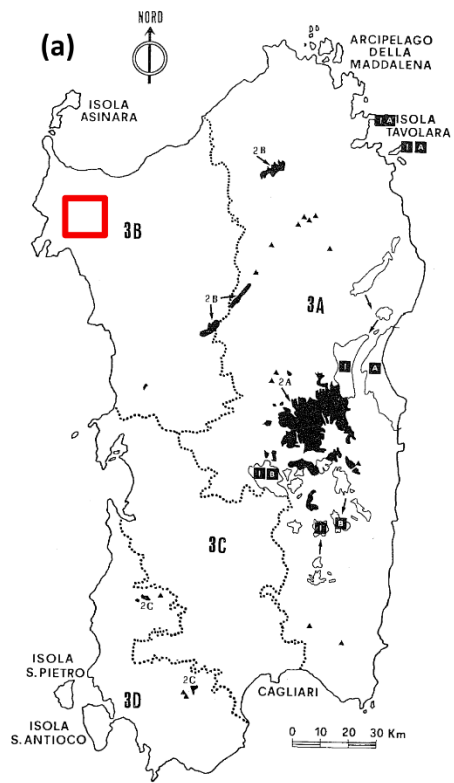 (a)
NORD
ARCIPELAGO
DELLA
MADDALENA
ISOLA
ASINARA
I A
ISOLA
TAVOLARA
I A
2B
3B
2B
3A
I
A
2A
I B
3C
I
B
2C
ISOLA
S.PIETRO
2C
3D
CAGLIARI
ISOLA
S.ANTIOCO
0 10 20 30 Km